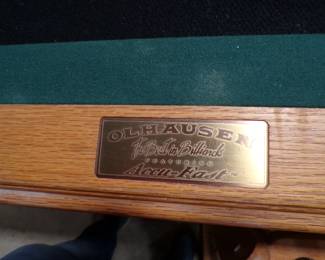 OLHAUSEN
The Best In Billiards
FEATURING
Accu-Fast